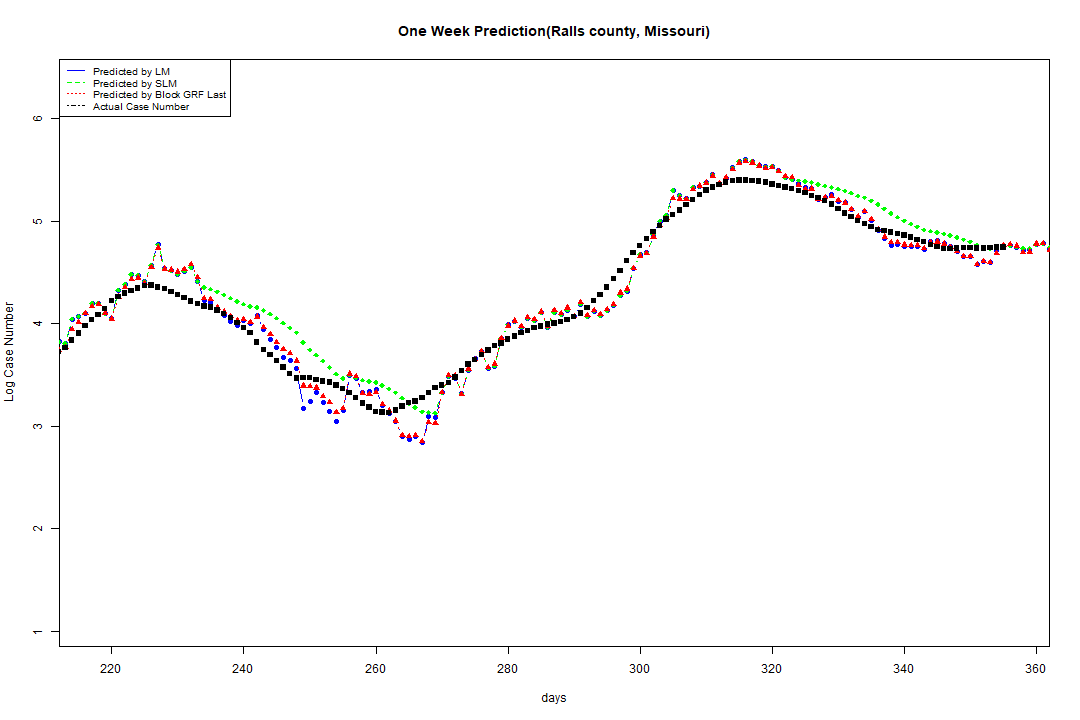 One Week Prediction(Ralls county, Missouri)
Predicted by LM
Predicted by SLM
Predicted by Block GRF Last
Actual Case Number
6
5
4
3
2
1
Log Case Number
220 240 260 280 300 320 340 360
days